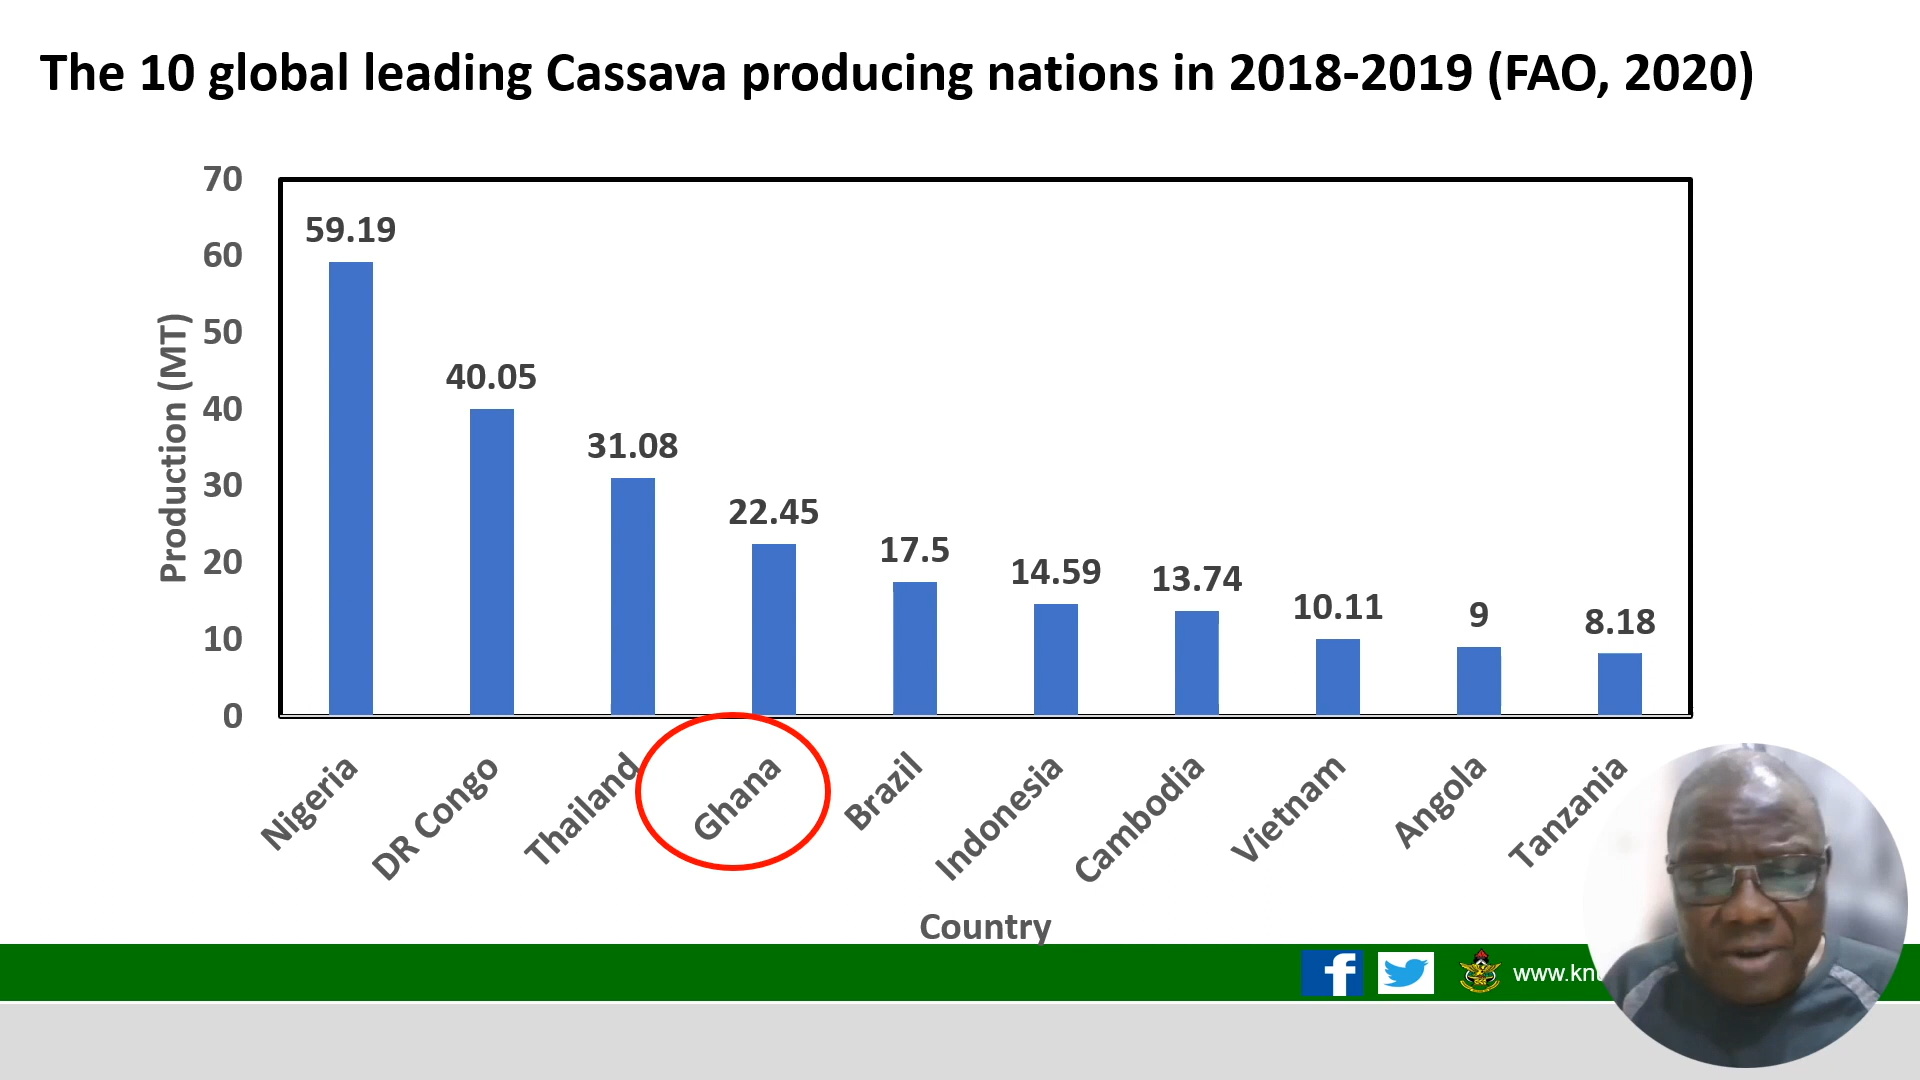 The 10 global leading Cassava producing nations in 2018-2019 (FAO, 2020)
Production (MT)
70
60
50
40
30
20
10
0
59.19
40.05
31.08
22.45
17.5
14.59
13.74
10.11
9
8.18
Nigeria
DR Congo
Thailand
Ghana
Brazil
Indonesia
Cambodia
Vietnam
Angola
Tanzania
Country